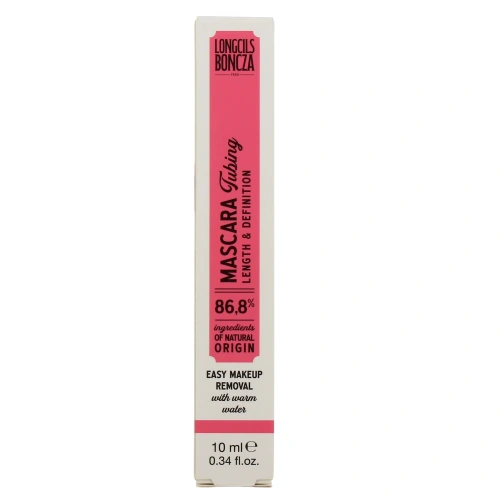 LONGCILS
BONCZA
MASCARA Tubing
LENGTH & DEFINITION
86,8%
ingredients
OF NATURAL
ORIGIN
EASY MAKEUP
REMOVAL
with warm
water
10 ml ℮
0.34 fl.oz.